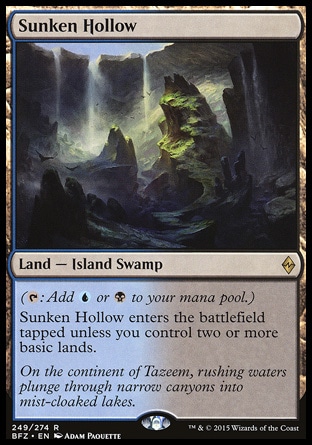 Sunken Hollow
Land — Island Swamp
(: Add or to your mana pool.)
Sunken Hollow enters the battlefield
tapped unless you control two or more
basic lands.
On the continent of Tazeem, rushing waters
plunge through narrow canyons into
mist-cloaked lakes.
249/274 R
BFZ • EN Adam Paquette
™ & © 2015 Wizards of the Coast